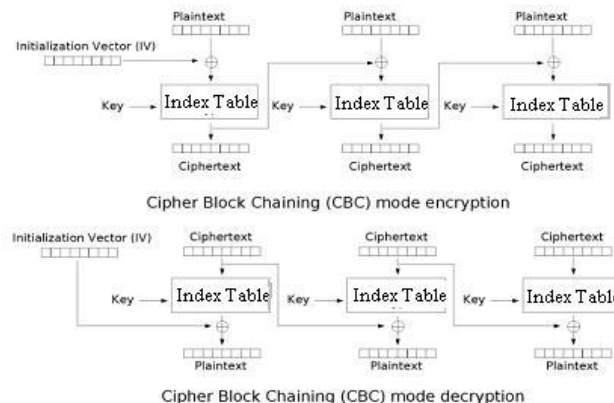 Plaintext Plaintext Plaintext
Initialization Vector (IV)
Key Index Table Key Index Table Key Index Table
Ciphertext Ciphertext Ciphertext
Cipher Block Chaining (CBC) mode encryption
Initialization Vector (IV) Ciphertext Ciphertext Ciphertext
Key Index Table Key Index Table Key Index Table
Plaintext Plaintext Plaintext
Cipher Block Chaining (CBC) mode decryption